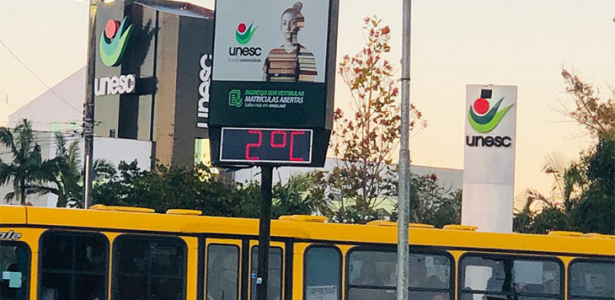 unesc
unesc
unesc
INGRESSO SEM VESTIBULAR
MATRÍCULAS ABERTAS
2°C
unesc